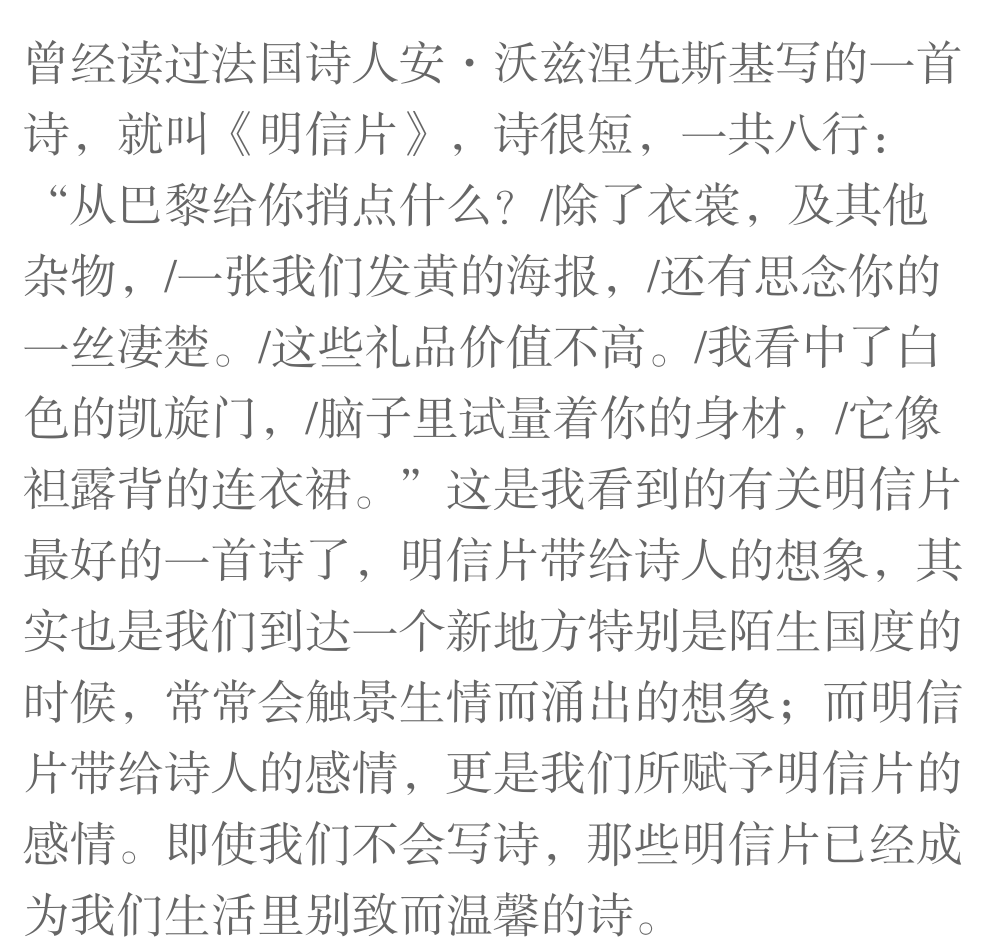 曾经读过法国诗人安·沃兹涅先斯基写的一首
诗，就叫《明信片》，诗很短，一共八行：
“从巴黎给你捎点什么？/除了衣裳，及其他
杂物，/一张我们发黄的海报，/还有思念你的
一丝凄楚。/这些礼品价值不高。/我看中了白
色的凯旋门，/脑子里试量着你的身材，/它像
袒露背的连衣裙。”这是我看到的有关明信片
最好的一首诗了，明信片带给诗人的想象，其
实也是我们到达一个新地方特别是陌生国度的
时候，常常会触景生情而涌出的想象；而明信
片带给诗人的感情，更是我们所赋予明信片的
感情。即使我们不会写诗，那些明信片已经成
为我们生活里别致而温馨的诗。